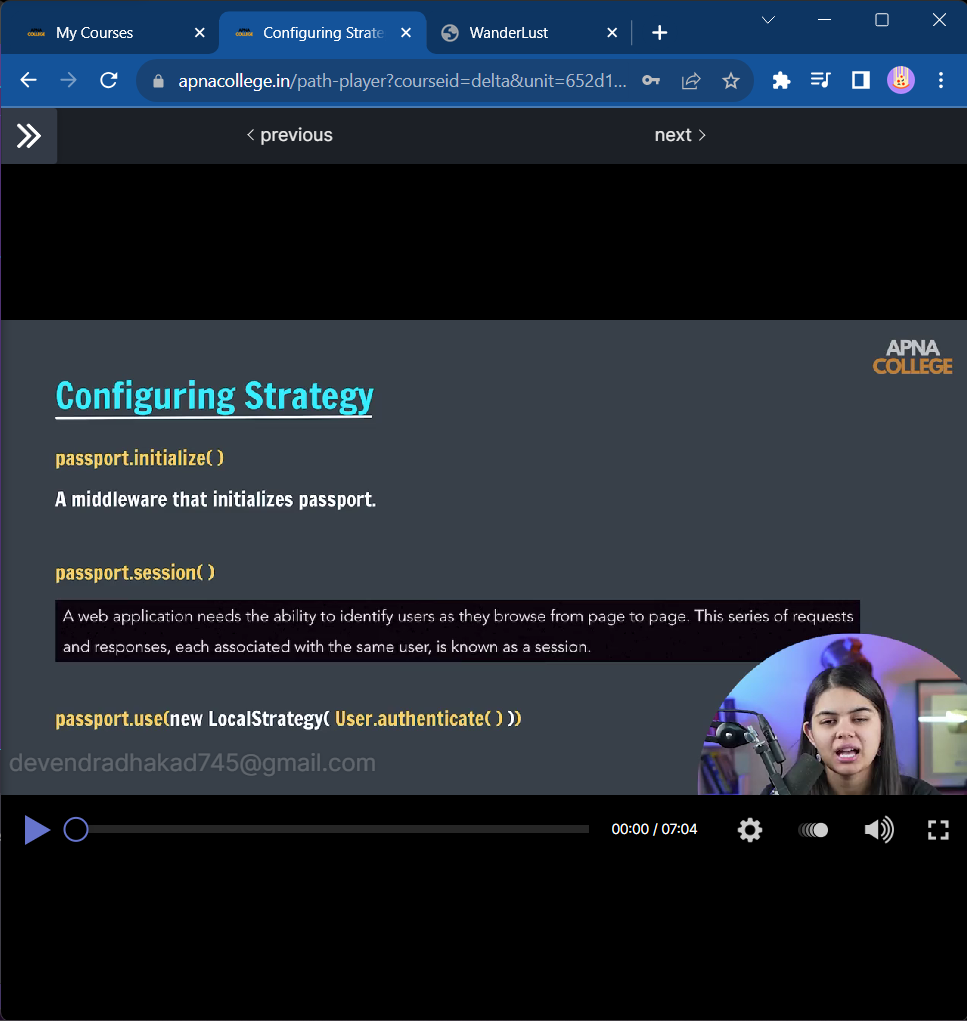 My Courses
Configuring Strate
WanderLust
apnacollege.in/path-player?courseid=delta&unit=652d1...
previous
next
APNA
COLLEGE
Configuring Strategy
passport.initialize( )
A middleware that initializes passport.
passport.session( )
A web application needs the ability to identify users as they browse from page to page. This series of requests
and responses, each associated with the same user, is known as a session.
passport.use(new LocalStrategy( User.authenticate( ) ))
devendradhakad745@gmail.com
00:00 / 07:04